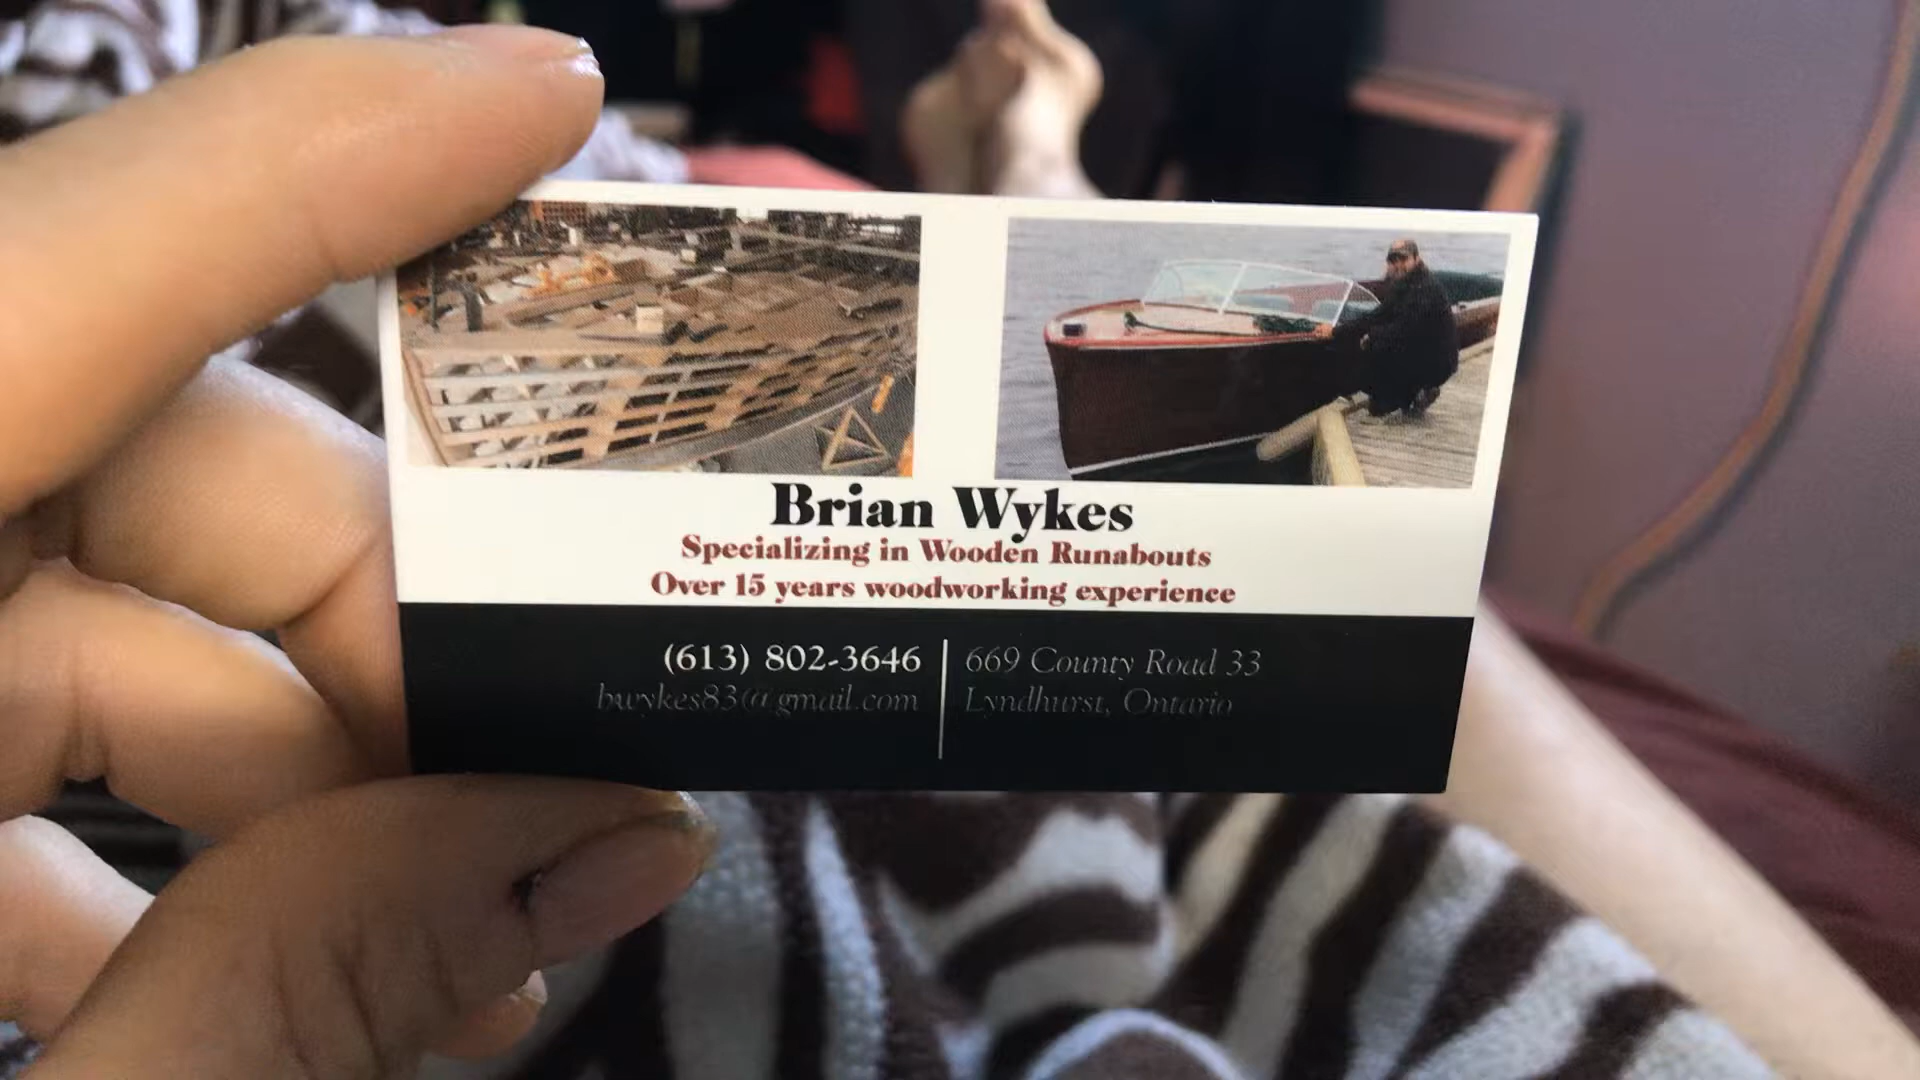 Brian Wykes
Specializing in Wooden Runabouts
Over 15 years woodworking experience
(613) 802-3646
bwykes83@gmail.com
669 County Road 33
Lyndhurst, Ontario